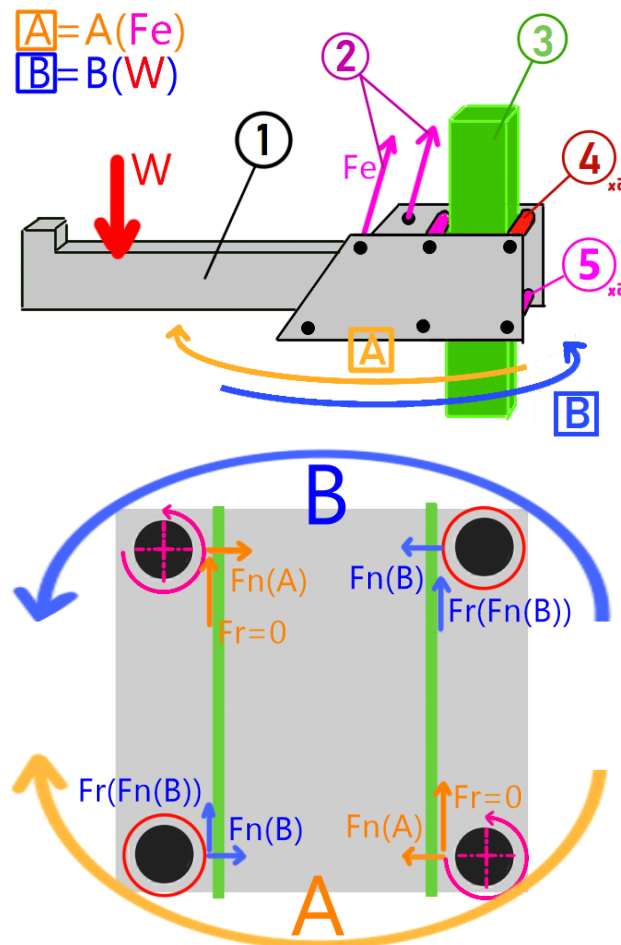 A=A(Fe)
B=B(W)
W
1
2
Fe
3
4
x2
5
x2
A
B
B
Fn(A)
Fr=0
Fn(B)
Fr(Fn(B))
Fr(Fn(B))
Fn(B)
Fr=0
Fn(A)
A